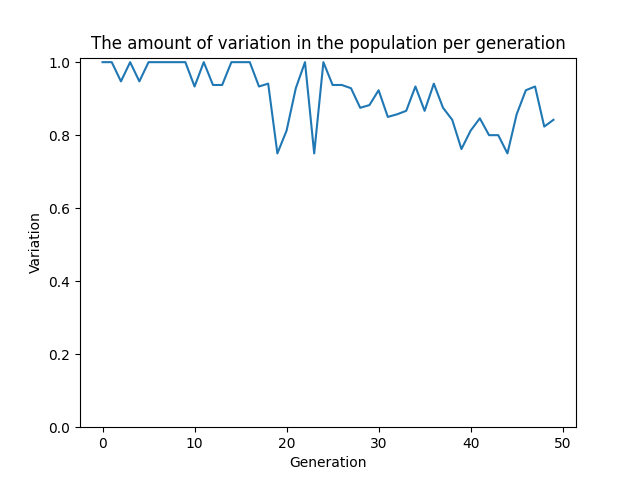 The amount of variation in the population per generation
1.0
0.8
0.6
0.4
0.2
0.0
Variation
0 10 20 30 40 50
Generation